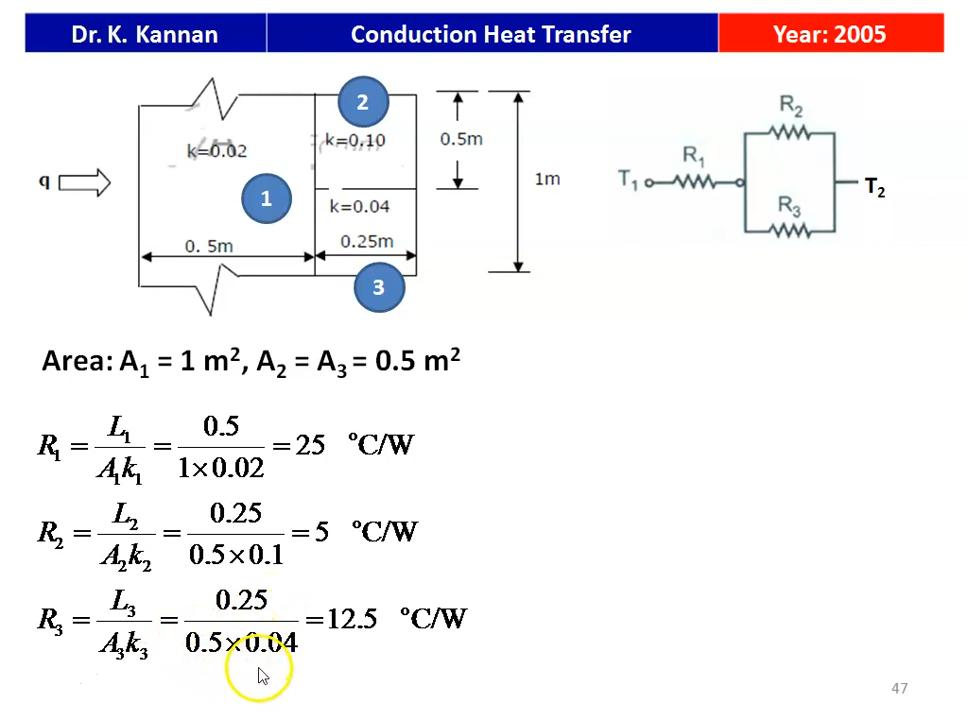 Dr. K. Kannan
Conduction Heat Transfer
Year: 2005
2
k=0.10
k=0.02
0.5m
1m
q
1
k=0.04
0. 5m
0.25m
3
R₁
R₂
R₃
T₁
T₂
Area: A₁ = 1 m², A₂ = A₃ = 0.5 m²
R₁ = L₁/A₁k₁ = 0.5/1×0.02 = 25 °C/W
R₂ = L₂/A₂k₂ = 0.25/0.5×0.1 = 5 °C/W
R₃ = L₃/A₃k₃ = 0.25/0.5×0.04 = 12.5 °C/W
47